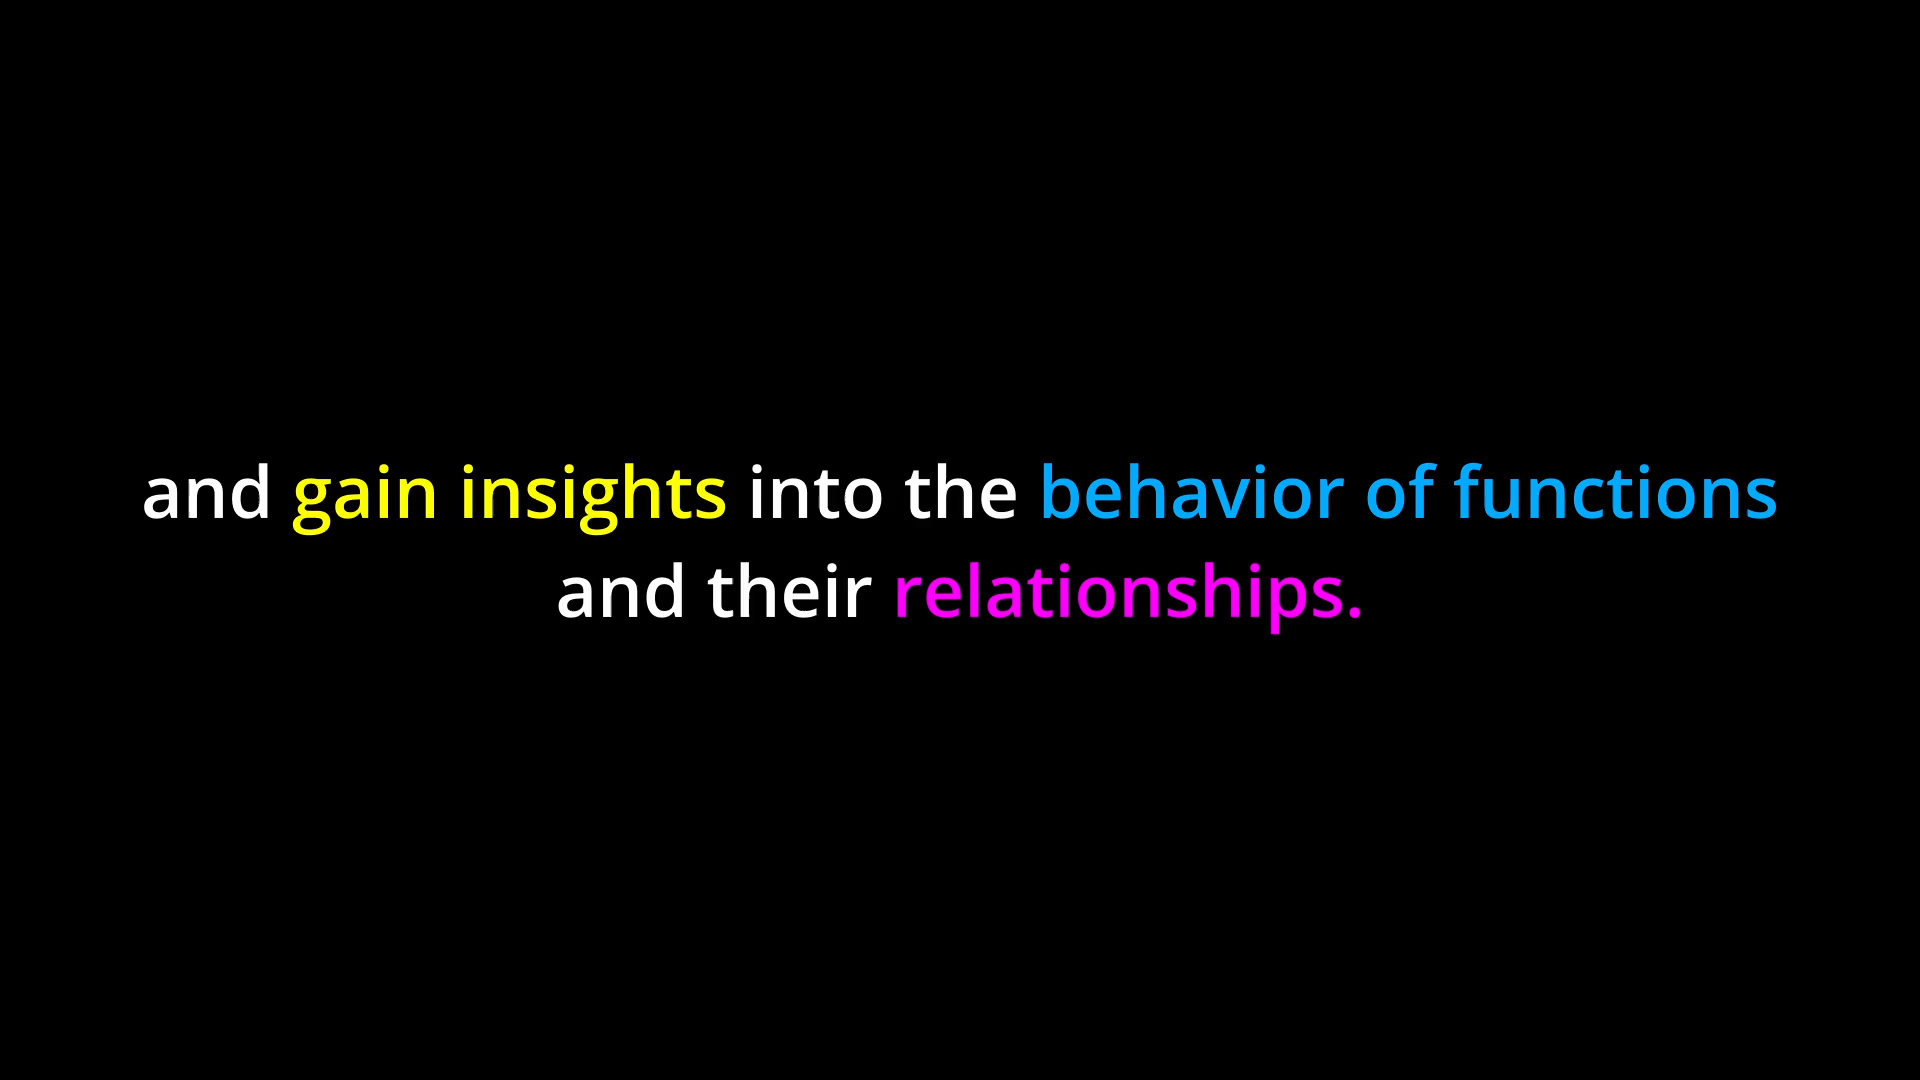 and gain insights into the behavior of functions
and their relationships.